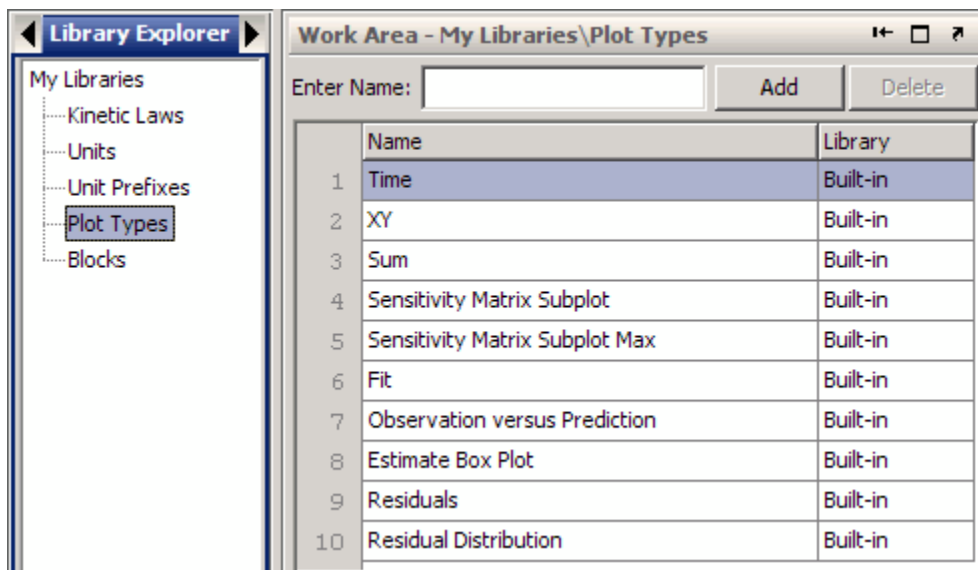 Library Explorer
My Libraries
Kinetic Laws
Units
Unit Prefixes
Plot Types
Blocks
Work Area - My Libraries\Plot Types
Enter Name: Add Delete
Name Library
1 Time Built-in
2 XY Built-in
3 Sum Built-in
4 Sensitivity Matrix Subplot Built-in
5 Sensitivity Matrix Subplot Max Built-in
6 Fit Built-in
7 Observation versus Prediction Built-in
8 Estimate Box Plot Built-in
9 Residuals Built-in
10 Residual Distribution Built-in